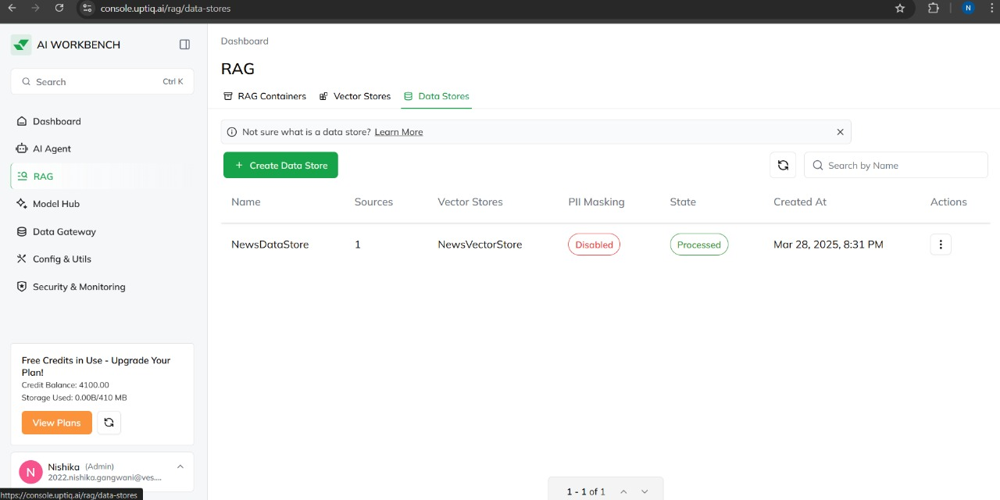 console.uptiq.ai/rag/data-stores
N
AI WORKBENCH
Search
Ctrl K
Dashboard
AI Agent
RAG
Model Hub
Data Gateway
Config & Utils
Security & Monitoring
Free Credits in Use - Upgrade Your
Plan!
Credit Balance: 4100.00
Storage Used: 0.00B/410 MB
View Plans
N
Nishika (Admin)
2022.nishika.gangwani@ves....
https://console.uptiq.ai/rag/data-stores
Dashboard
RAG
RAG Containers Vector Stores Data Stores
Not sure what is a data store? Learn More
+ Create Data Store
Search by Name
Name Sources Vector Stores PII Masking State Created At Actions
NewsDataStore 1 NewsVectorStore Disabled Processed Mar 28, 2025, 8:31 PM
1 - 1 of 1